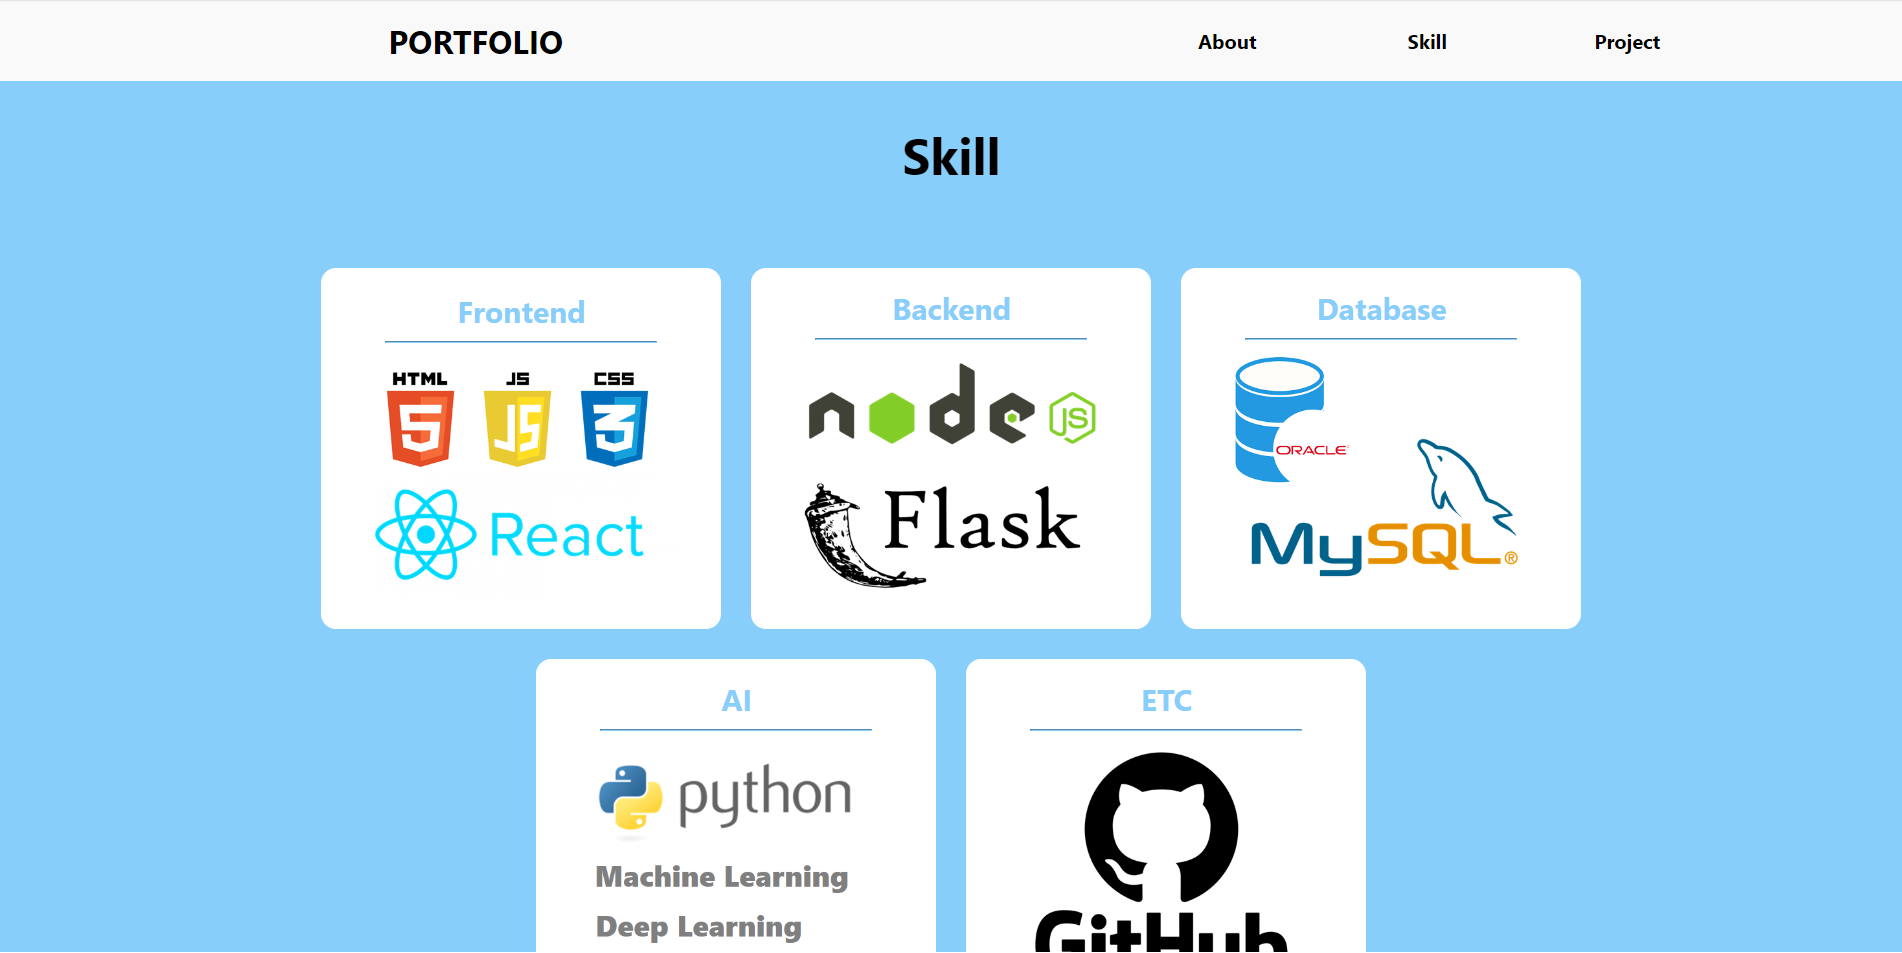 PORTFOLIO
About
Skill
Project
Skill
Frontend
HTML JS CSS
5 JS 3
React
Backend
node JS
Flask
Database
ORACLE
MySQL®
AI
python
Machine Learning
Deep Learning
ETC
GitHub